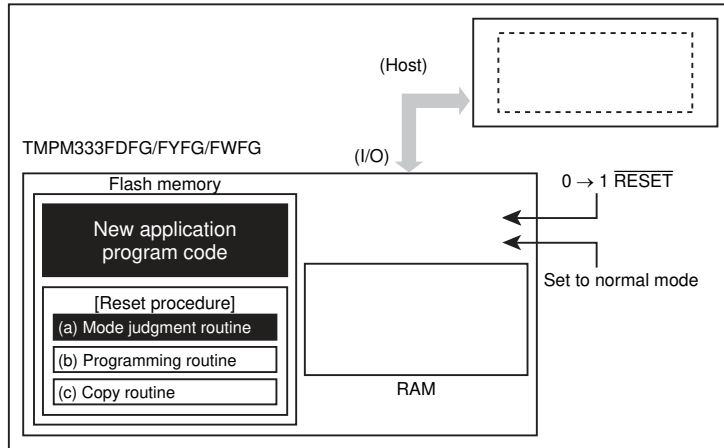 (Host)
TMPM333FDFG/FYFG/FWFG
(I/O)
Flash memory
0 → 1 RESET
New application
program code
Set to normal mode
[Reset procedure]
(a) Mode judgment routine
(b) Programming routine
(c) Copy routine
RAM